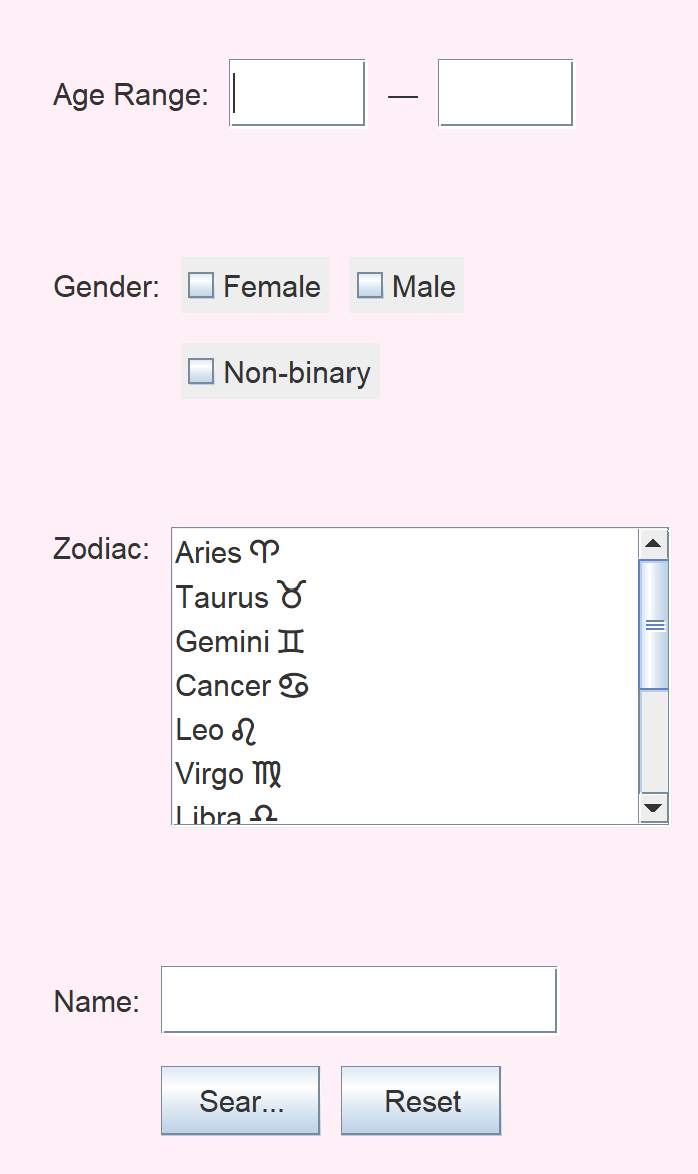 Age Range: —
Gender: Female Male
Non-binary
Zodiac: Aries ♈︎
Taurus ♉︎
Gemini ♊︎
Cancer ♋︎
Leo ♌︎
Virgo ♍︎
Libra ♎︎
Name:
Sear... Reset